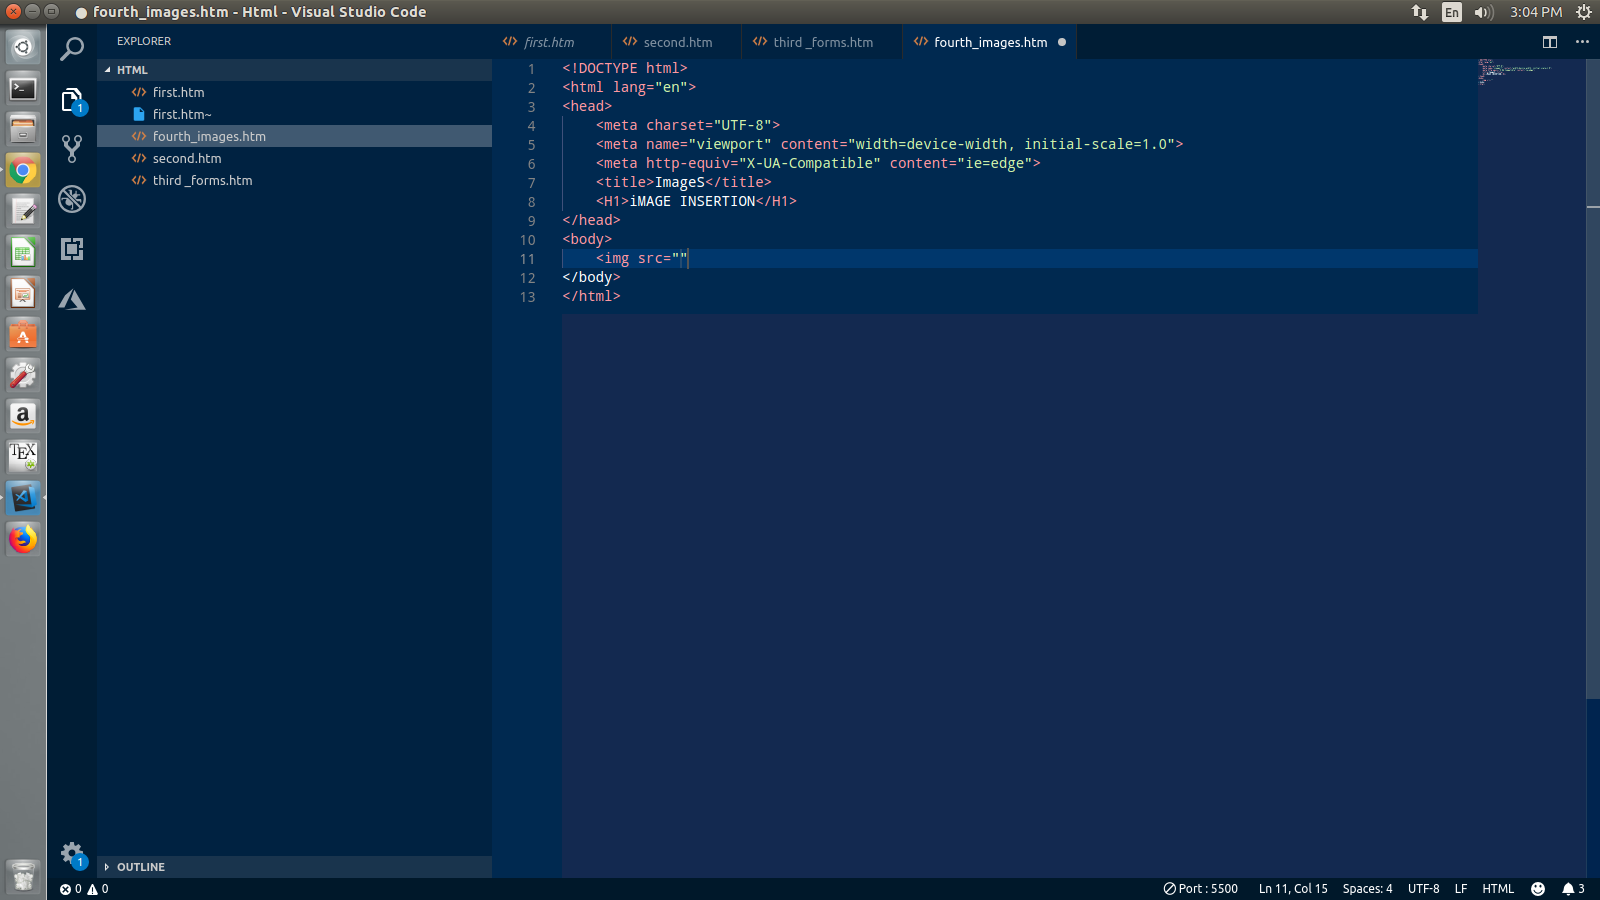 fourth_images.htm - Html - Visual Studio Code
En
3:04 PM
EXPLORER
first.htm
second.htm
third _forms.htm
fourth_images.htm
HTML
first.htm
first.htm~
fourth_images.htm
second.htm
third _forms.htm
1 <!DOCTYPE html>
2 <html lang="en">
3 <head>
4 <meta charset="UTF-8">
5 <meta name="viewport" content="width=device-width, initial-scale=1.0">
6 <meta http-equiv="X-UA-Compatible" content="ie=edge">
7 <title>ImageS</title>
8 <H1>iMAGE INSERTION</H1>
9 </head>
10 <body>
11 <img src=""
12 </body>
13 </html>
1
a
TEX
1
OUTLINE
0 0
Port : 5500
Ln 11, Col 15
Spaces: 4
UTF-8
LF
HTML
3